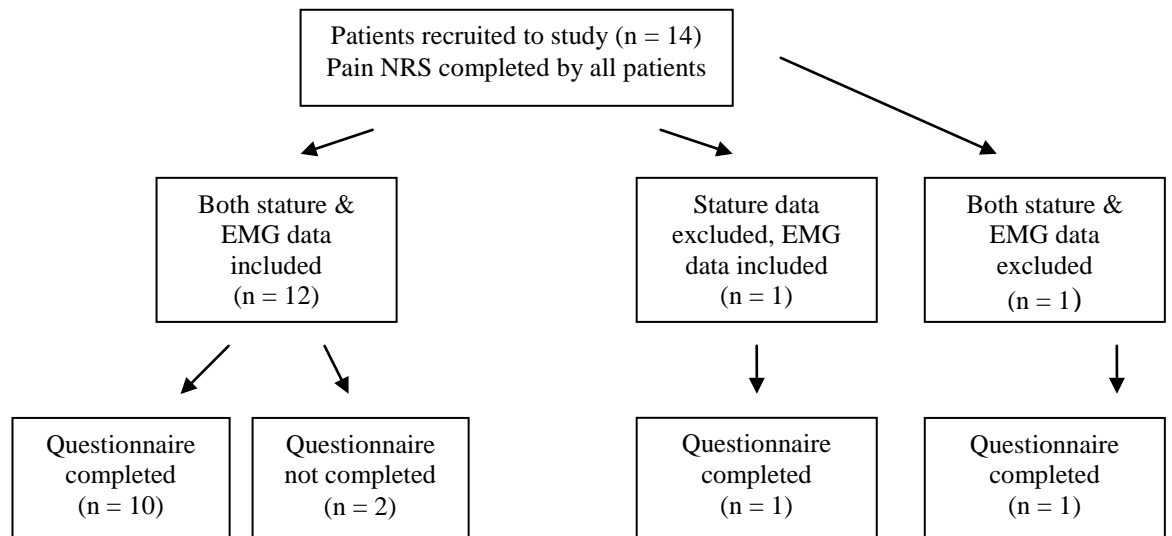 Patients recruited to study (n = 14)
Pain NRS completed by all patients
Both stature &
EMG data
included
(n = 12)
Stature data
excluded, EMG
data included
(n = 1)
Both stature &
EMG data
excluded
(n = 1)
Questionnaire
completed
(n = 10)
Questionnaire
not completed
(n = 2)
Questionnaire
completed
(n = 1)
Questionnaire
completed
(n = 1)